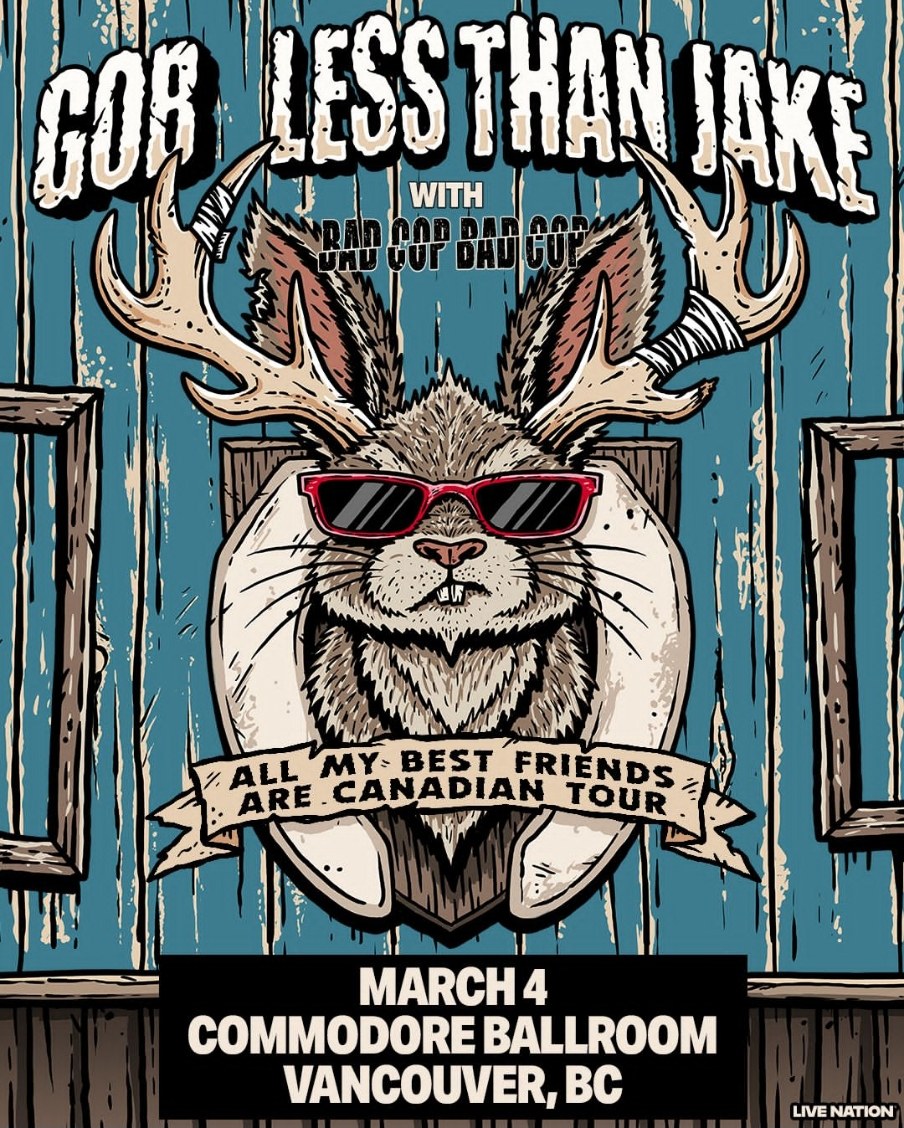 GOB LESS THAN JAKE
WITH
BAD COP BAD COP
ALL MY BEST FRIENDS
ARE CANADIAN TOUR
MARCH 4
COMMODORE BALLROOM
VANCOUVER, BC
LIVE NATION